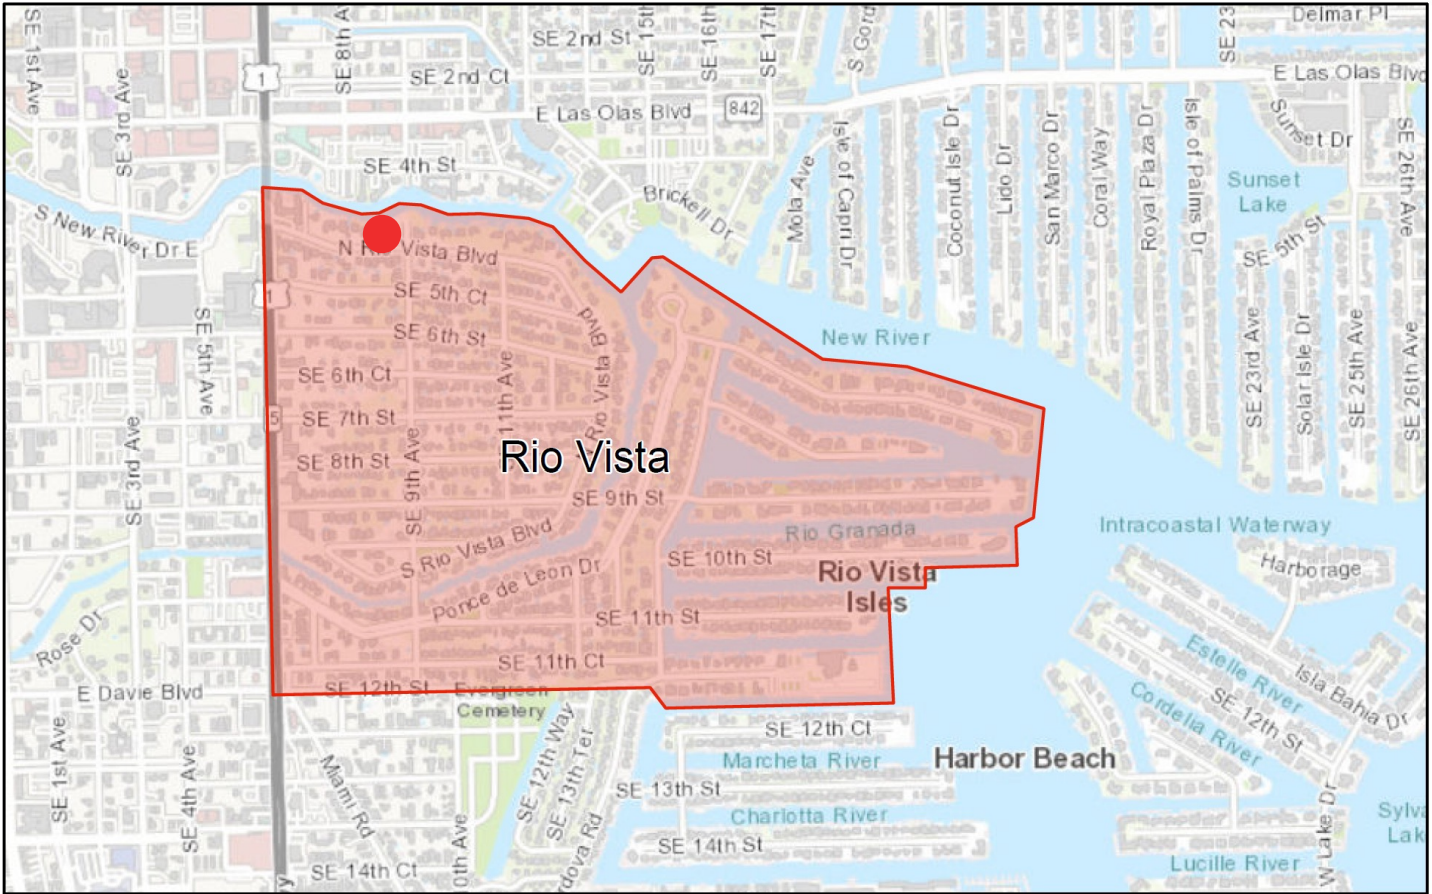 SE 1st Ave
SE 3rd Ave
1
SE 8th A
SE 2nd St
SE 2nd Ct
SE 15th
SE 16th
SE 17th
S Gord
SE 23
Delmar Pl
E Las Olas Blvd
E Las Olas Blvd
842
SE 4th St
Brickell Dr
Mola Ave
Isle of Capri Dr
Coconut Isle Dr
Lido Dr
San Marco Dr
Coral Way
Royal Plaza Dr
Isle of Palms Dr
Sunset Dr
Sunset
Lake
SE 26th Ave
S New River Dr E
N Rio Vista Blvd
SE 5th St
1
SE 5th Ct
SE 6th St
Rio Vista Blvd
New River
SE 5th Ave
SE 6th Ct
11th Ave
SE 23rd Ave
Solar Isle Dr
SE 25th Ave
SE 26th Ave
5
SE 7th St
SE 3rd Ave
SE 8th St
SE 9th Ave
Rio Vista
SE 9th St
Rio Granada
Intracoastal Waterway
S Rio Vista Blvd
SE 10th St
Rio Vista
Isles
Harborage
Ponce de Leon Dr
SE 11th St
Rose Dr
SE 11th Ct
Estelle River
Isla Bahia Dr
E Davie Blvd
SE 12th St
Evergreen
Cemetery
SE 12th St
Cordelia River
SE 1st Ave
SE 4th Ave
Miami Rd
SE 12th Way
SE 13th Ter
SE 12th Ct
Marcheta River
Harbor Beach
SE 13th St
Charlotta River
SE 14th St
SE 14th Ct
10th Ave
rdova Rd
W Lake Dr
Sylva
Lak
Lucille River